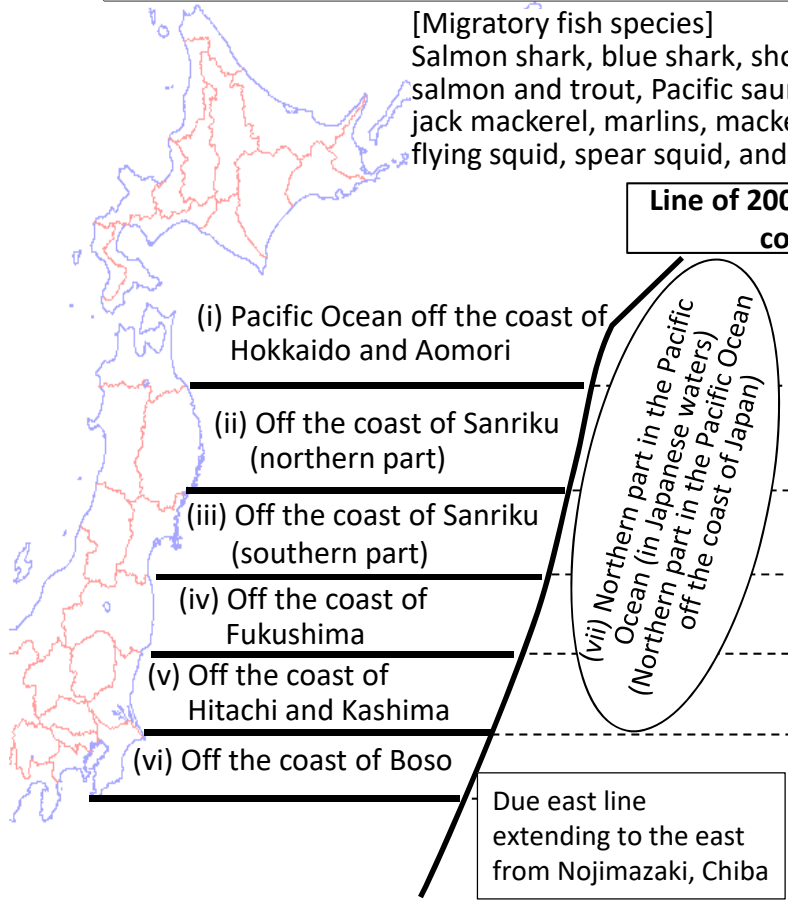 [Migratory fish species]
Salmon shark, blue shark,
salmon and trout, Pacific
jack mackerel, marlins,
flying squid, spear squid, and
Line of 200
(i) Pacific Ocean off the coast of
Hokkaido and Aomori
(ii) Off the coast of Sanriku
(northern part)
(iii) Off the coast of Sanriku
(southern part)
(iv) Off the coast of
Fukushima
(v) Off the coast of
Hitachi and Kashima
(vi) Off the coast of Boso
(vii) Northern part in the Pacific
Ocean (in Japanese waters)
(Northern part in the Pacific Ocean
off the coast of Japan)
Due east line
extending to the east
from Nojimazaki, Chiba